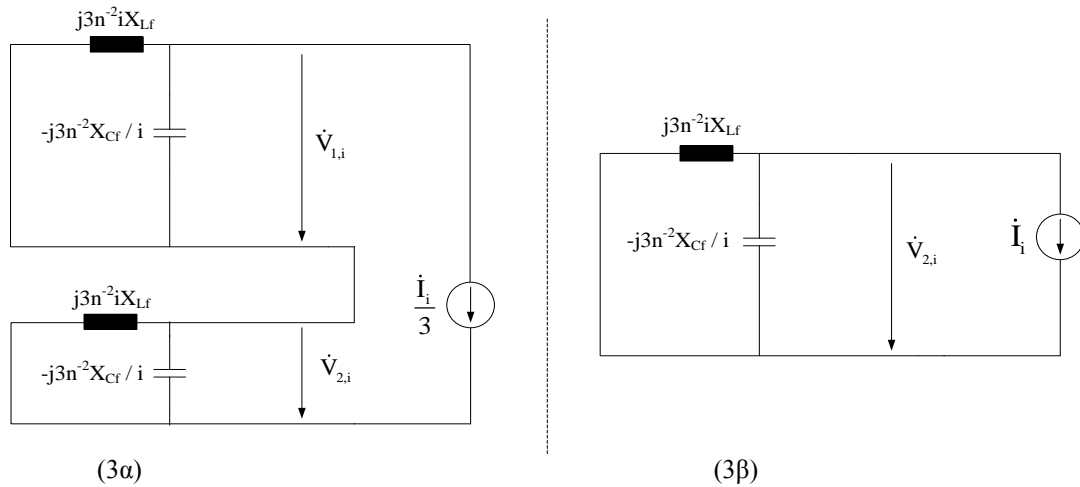 j3n⁻²iX_Lf
-j3n⁻²X_Cf / i
V̇_1,i
j3n⁻²iX_Lf
-j3n⁻²X_Cf / i
V̇_2,i
İ_i
3
(3α)
j3n⁻²iX_Lf
-j3n⁻²X_Cf / i
V̇_2,i
İ_i
(3β)